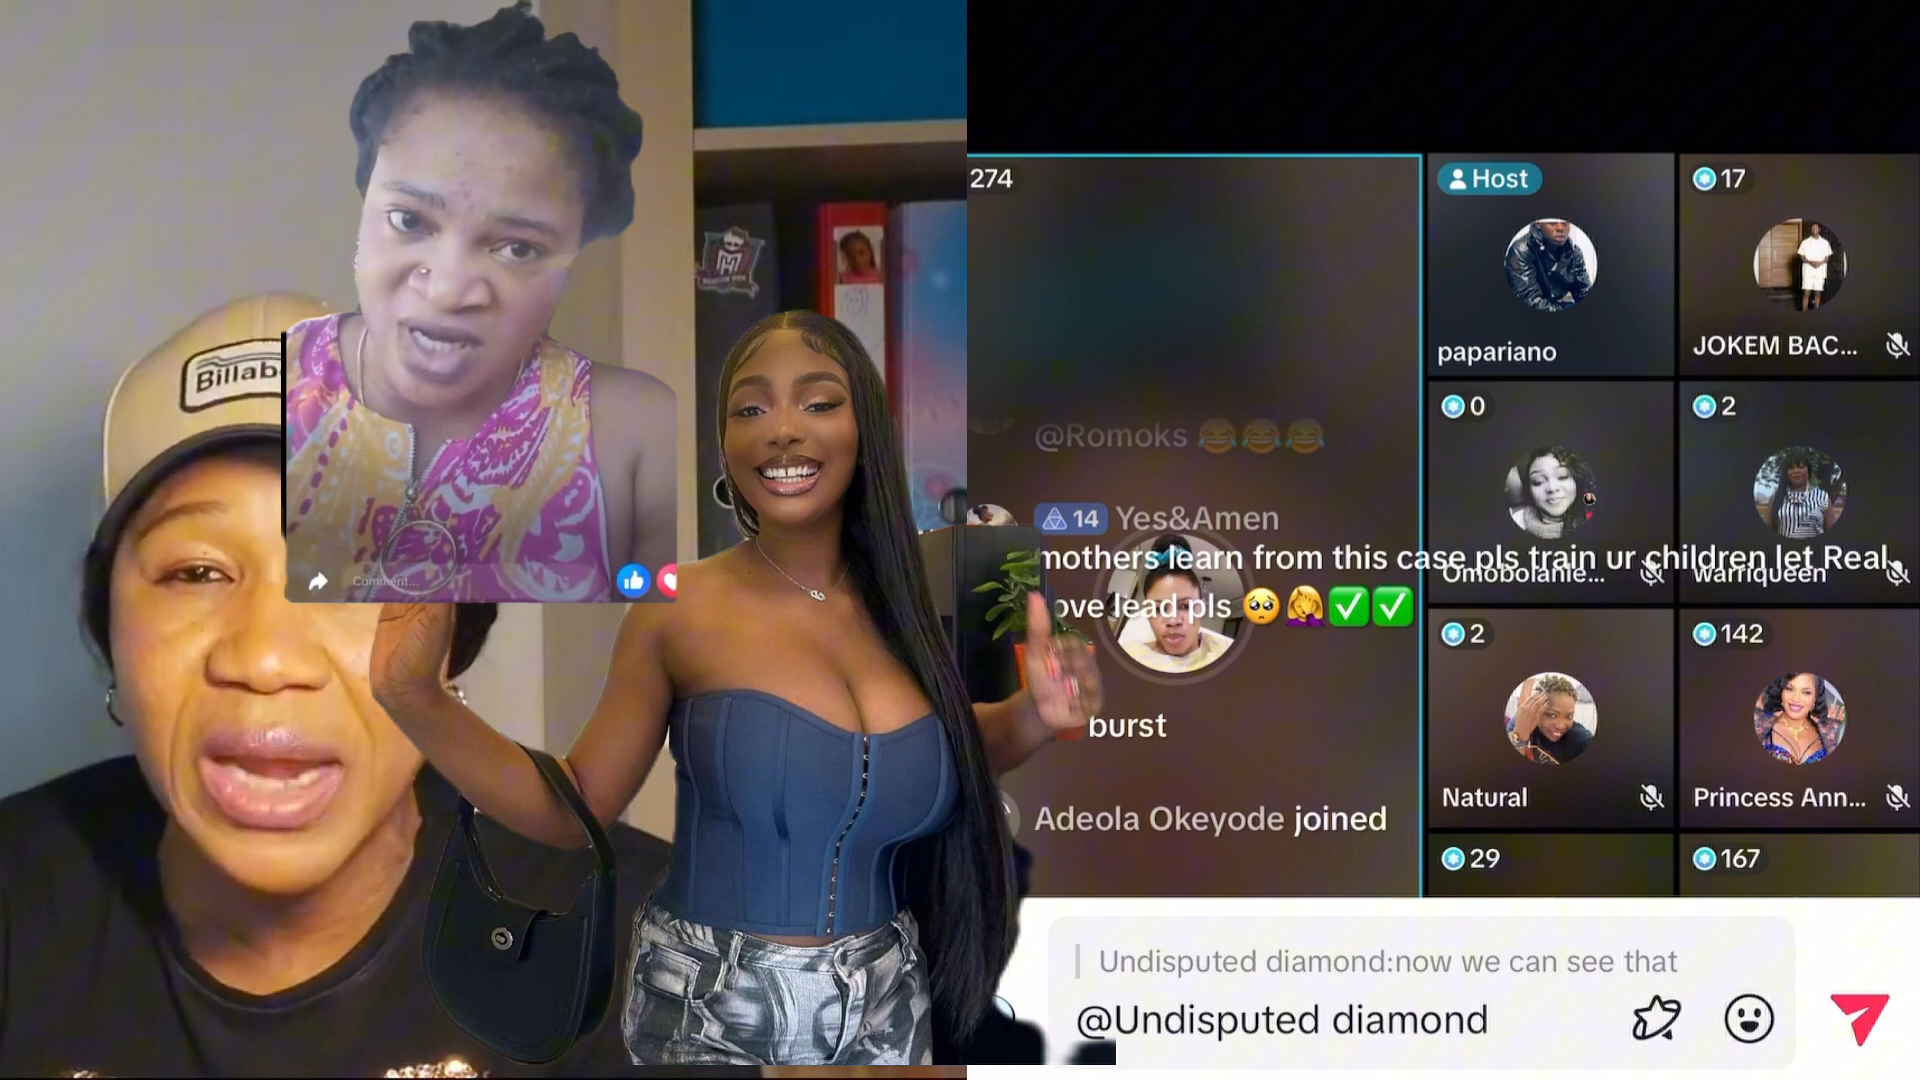 Billab
Comment...
274
Host
17
papariano
JOKEM BAC...
0
2
@Romoks 😂😂😂
14 Yes&Amen
mothers learn from this case pls train ur children let Real
ove lead pls 🥺🤦‍♀️✅✅
Omobolanle...
warriqueen
2
142
burst
Natural
Princess Ann...
Adeola Okeyode joined
29
167
Undisputed diamond:now we can see that
@Undisputed diamond